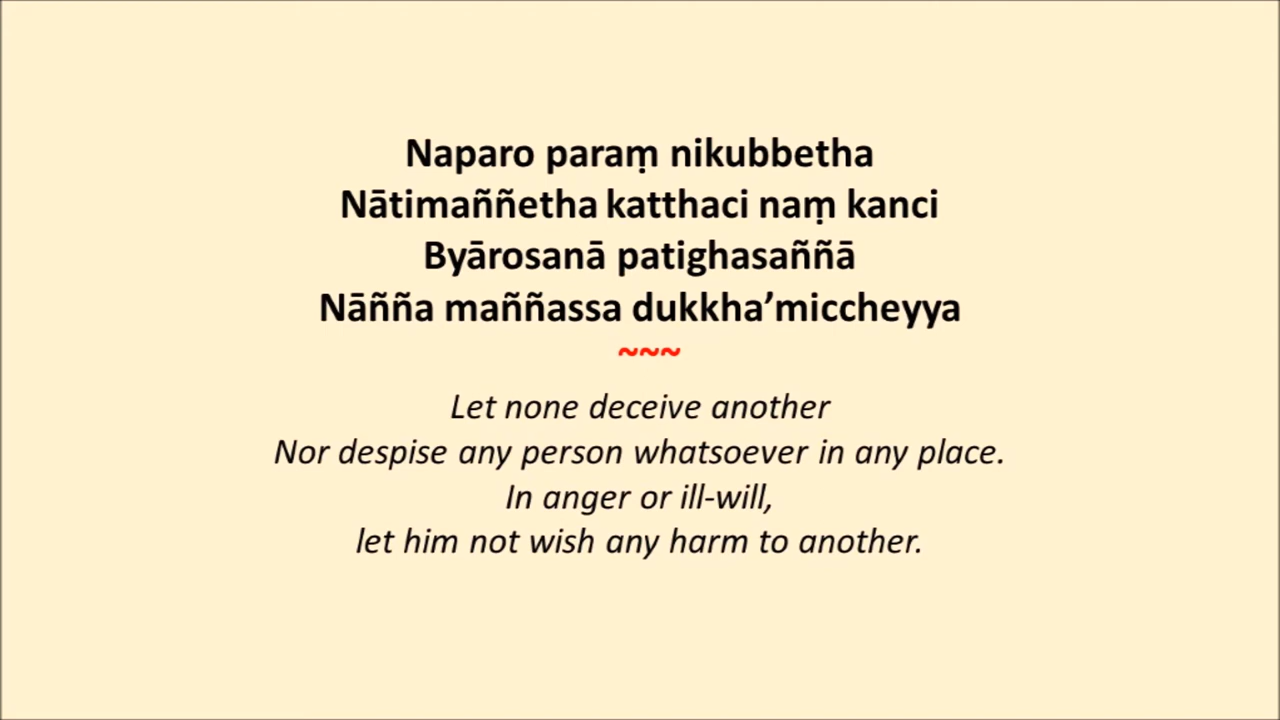 Naparo paraṃ nikubbetha
Nātimaññetha katthaci naṃ kanci
Byārosanā patighasaññā
Nāñña maññassa dukkha’miccheyya
~~~
Let none deceive another
Nor despise any person whatsoever in any place.
In anger or ill-will,
let him not wish any harm to another.